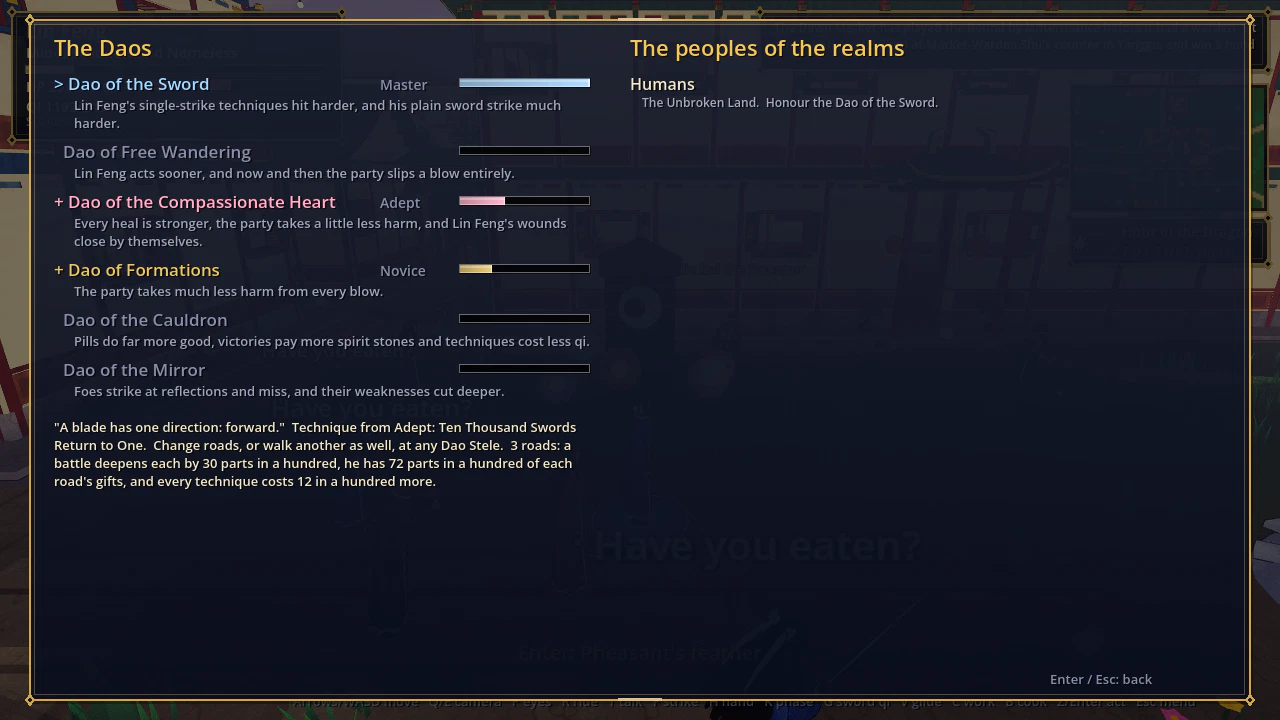 The Daos
> Dao of the Sword Master
Lin Feng's single-strike techniques hit harder, and his plain sword strike much
harder.
Dao of Free Wandering
Lin Feng acts sooner, and now and then the party slips a blow entirely.
+ Dao of the Compassionate Heart Adept
Every heal is stronger, the party takes a little less harm, and Lin Feng's wounds
close by themselves.
+ Dao of Formations Novice
The party takes much less harm from every blow.
Dao of the Cauldron
Pills do far more good, victories pay more spirit stones and techniques cost less qi.
Dao of the Mirror
Foes strike at reflections and miss, and their weaknesses cut deeper.
"A blade has one direction: forward."  Technique from Adept: Ten Thousand Swords
Return to One.  Change roads, or walk another as well, at any Dao Stele.  3 roads: a
battle deepens each by 30 parts in a hundred, he has 72 parts in a hundred of each
road's gifts, and every technique costs 12 in a hundred more.
The peoples of the realms
Humans
The Unbroken Land.  Honour the Dao of the Sword.
Have you eaten?
Have you eaten?
Enter: Pheasant's feather
Enter / Esc: back